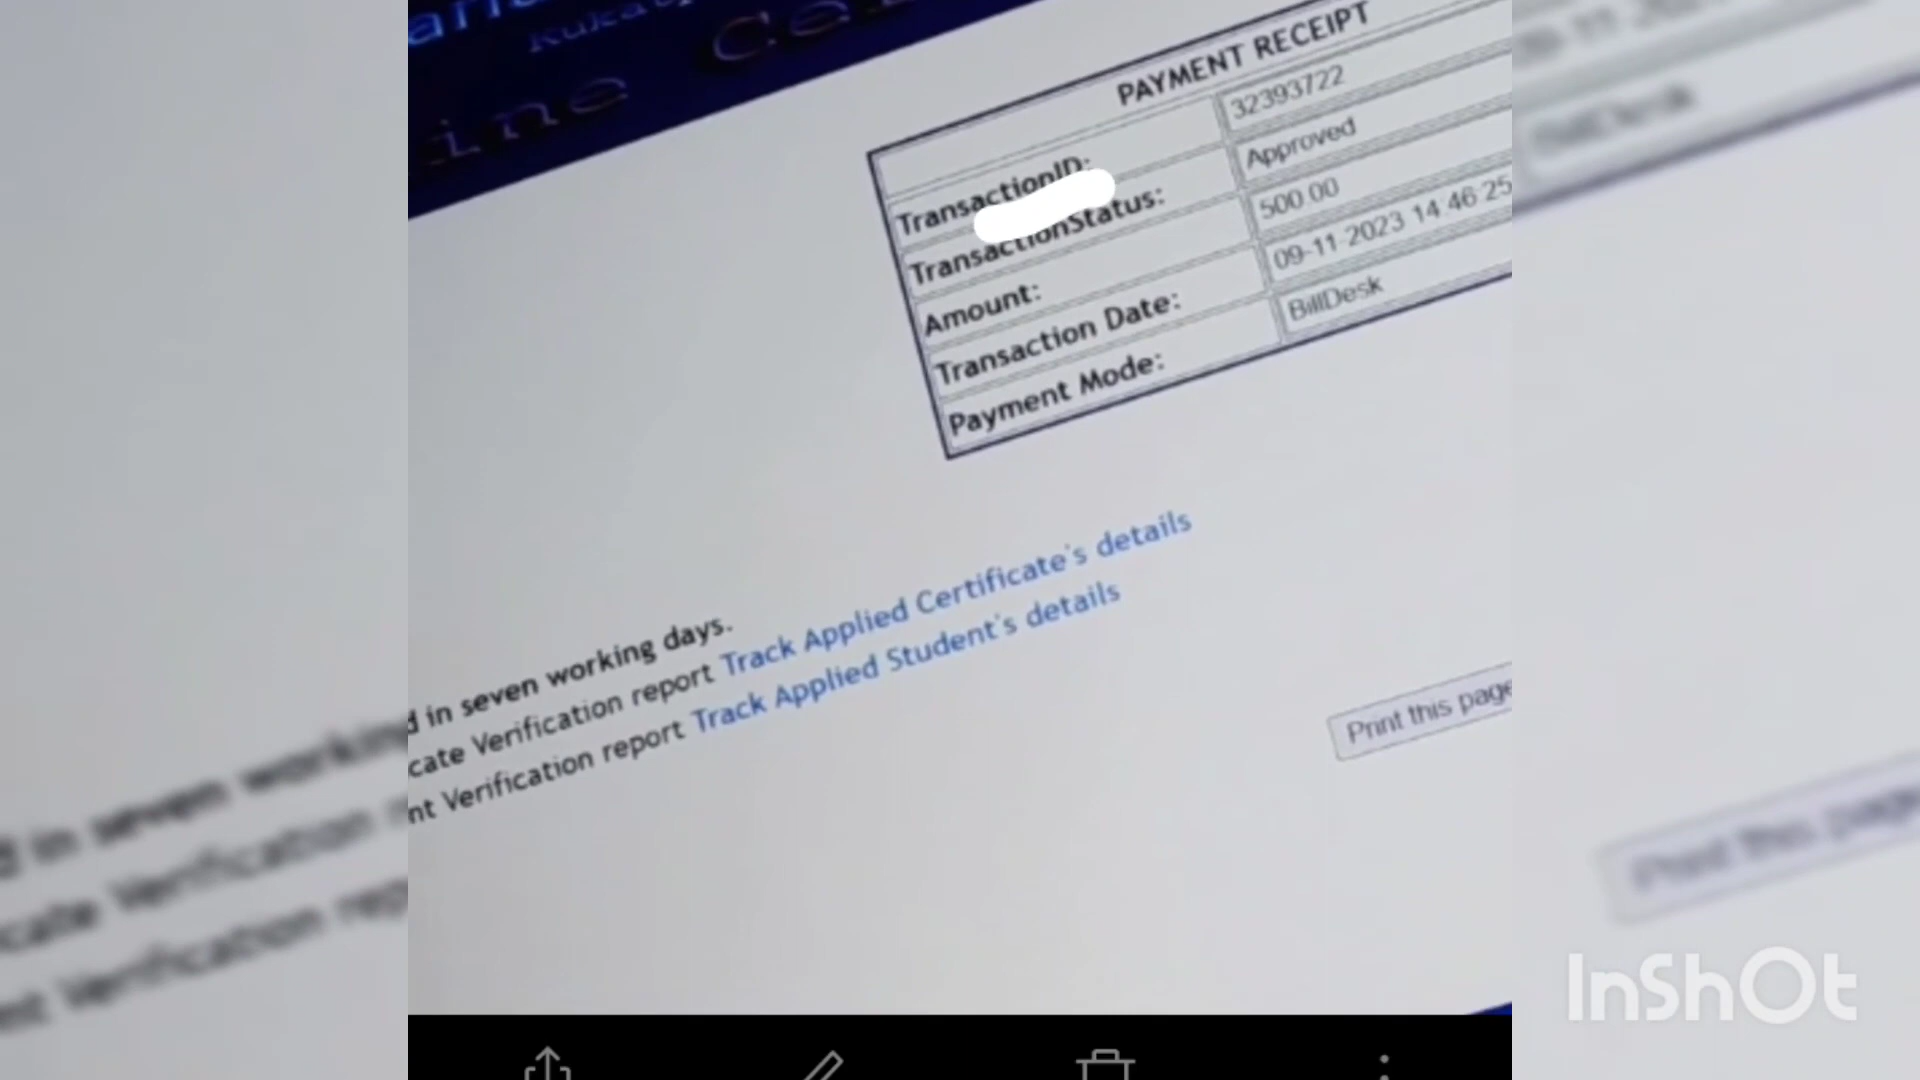 ine Ce
PAYMENT RECEIPT
TransactionID: 32393722
TransactionStatus: Approved
Amount: 500.00
Transaction Date: 09-11-2023 14:46:25
Payment Mode: BillDesk
d in seven working days.
cate Verification report Track Applied Certificate's details
nt Verification report Track Applied Student's details
Print this page
InShOt